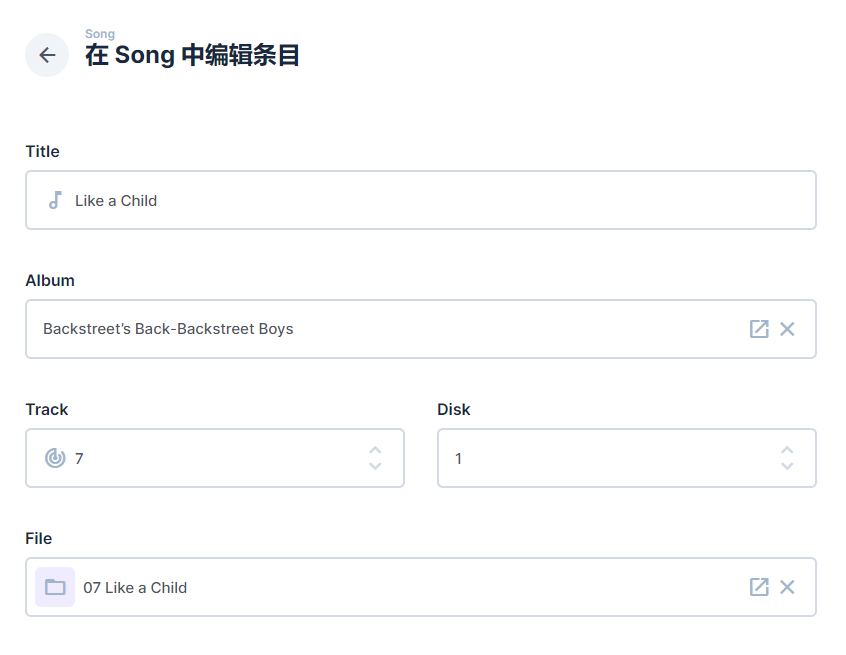 Song
在 Song 中编辑条目
Title
Like a Child
Album
Backstreet’s Back-Backstreet Boys
Track
Disk
7
1
File
07 Like a Child